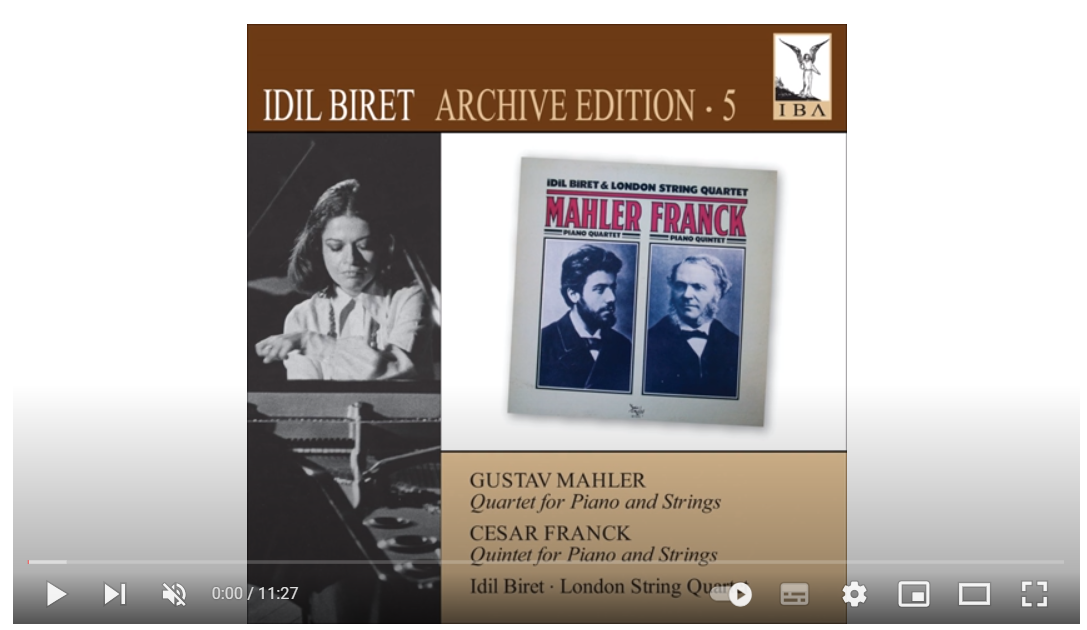 IDIL BIRET ARCHIVE EDITION · 5
IBA
iDiL BiRET & LONDON STRING QUARTET
MAHLER FRANCK
PIANO QUARTET PIANO QUINTET
GUSTAV MAHLER
Quartet for Piano and Strings
CESAR FRANCK
Quintet for Piano and Strings
Idil Biret · London String
0:00 / 11:27